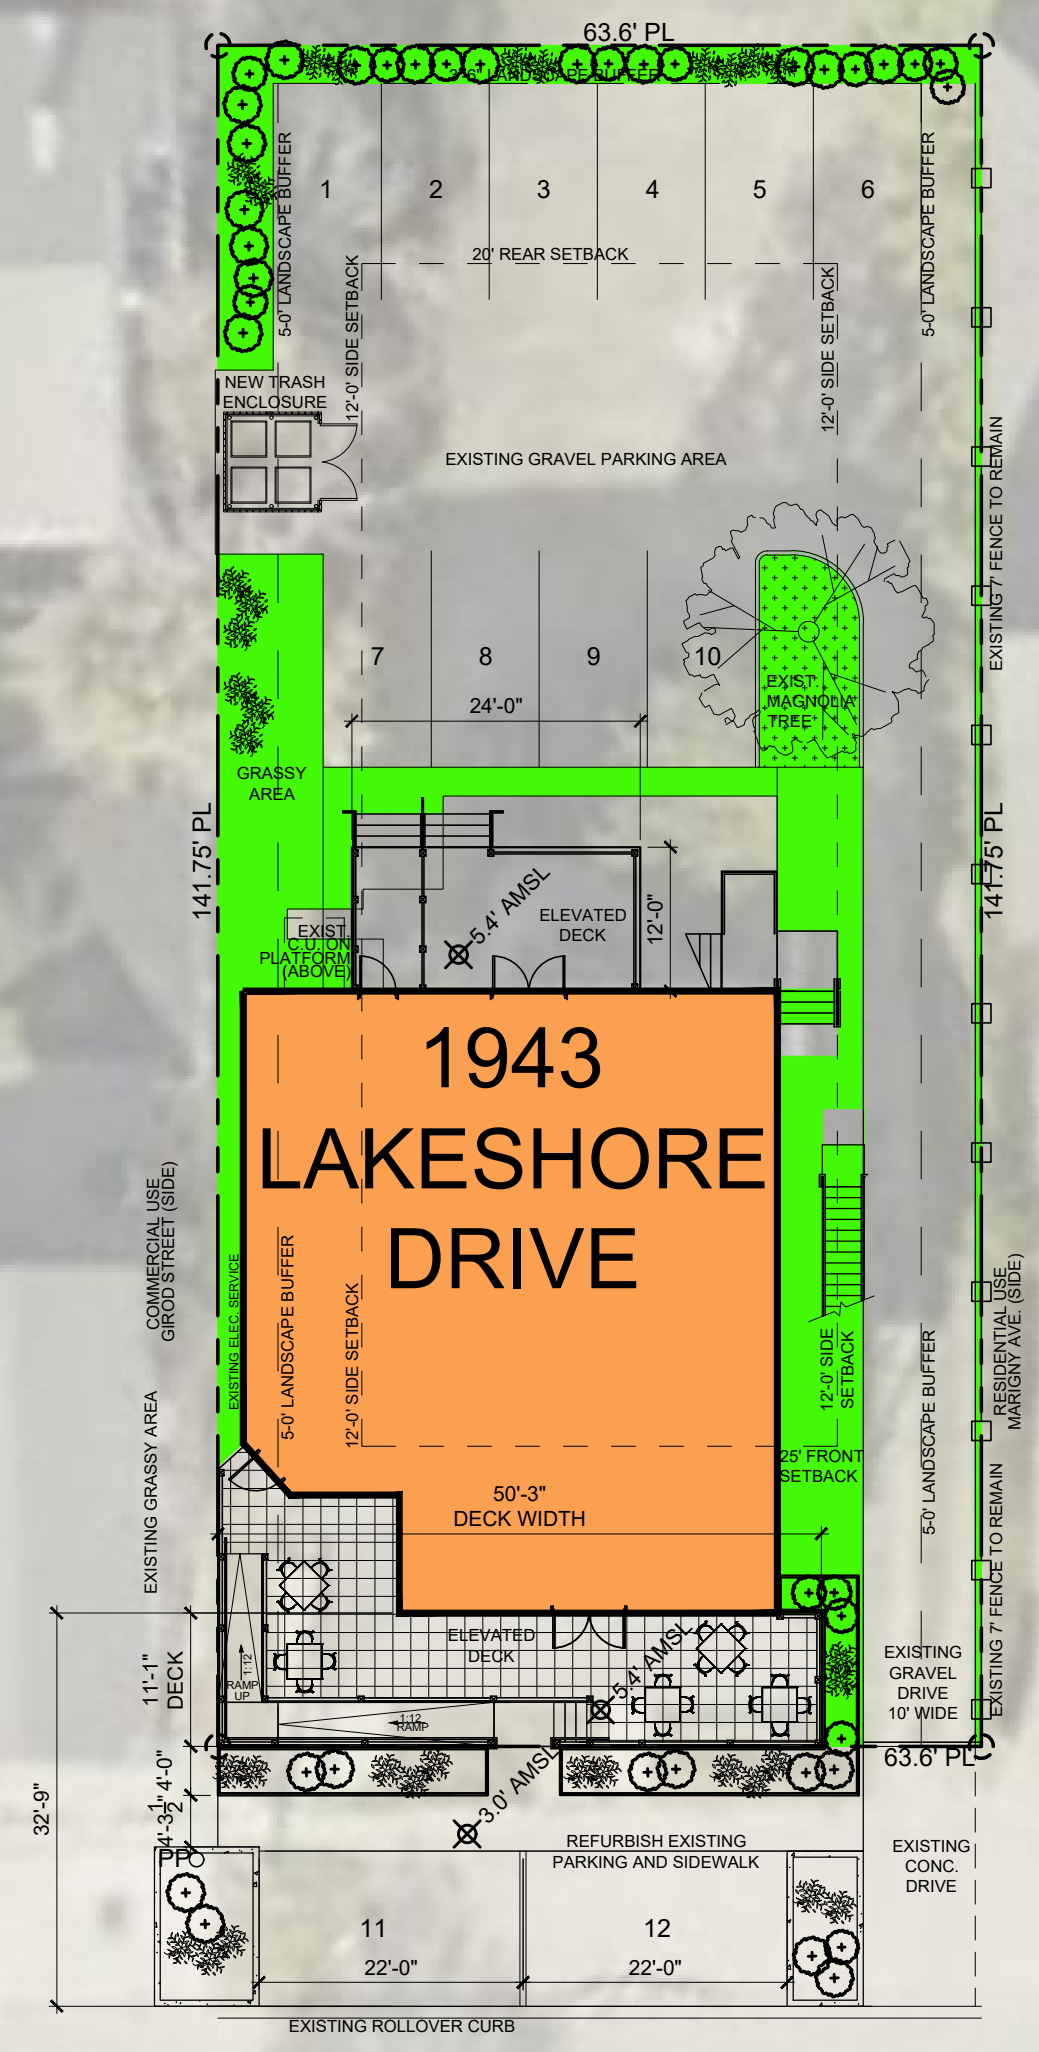 63.6' PL
3'-6" LANDSCAPE BUFFER
5-0' LANDSCAPE BUFFER
5-0' LANDSCAPE BUFFER
1
2
3
4
5
6
20' REAR SETBACK
12'-0' SIDE SETBACK
12'-0' SIDE SETBACK
NEW TRASH
ENCLOSURE
EXISTING GRAVEL PARKING AREA
EXISTING 7' FENCE TO REMAIN
7
8
9
10
24'-0"
EXIST.
MAGNOLIA
TREE
GRASSY
AREA
141.75' PL
141.75' PL
5.4' AMSL
ELEVATED
DECK
12'-0"
EXIST.
C.U. ON
PLATFORM
(ABOVE)
1943
LAKESHORE
DRIVE
COMMERCIAL USE
GIROD STREET (SIDE)
EXISTING ELEC. SERVICE
5-0' LANDSCAPE BUFFER
12'-0' SIDE SETBACK
12'-0' SIDE
SETBACK
5-0' LANDSCAPE BUFFER
RESIDENTIAL USE
MARIGNY AVE. (SIDE)
EXISTING GRASSY AREA
25' FRONT
SETBACK
50'-3"
DECK WIDTH
EXISTING 7' FENCE TO REMAIN
ELEVATED
DECK
5.4' AMSL
11'-1"
DECK
1:12
RAMP
UP
1:12
RAMP
EXISTING
GRAVEL
DRIVE
10' WIDE
63.6' PL
4'-0"
4'-3 1/2"
32'-9"
3.0' AMSL
PP
REFURBISH EXISTING
PARKING AND SIDEWALK
EXISTING
CONC.
DRIVE
11
12
22'-0"
22'-0"
EXISTING ROLLOVER CURB